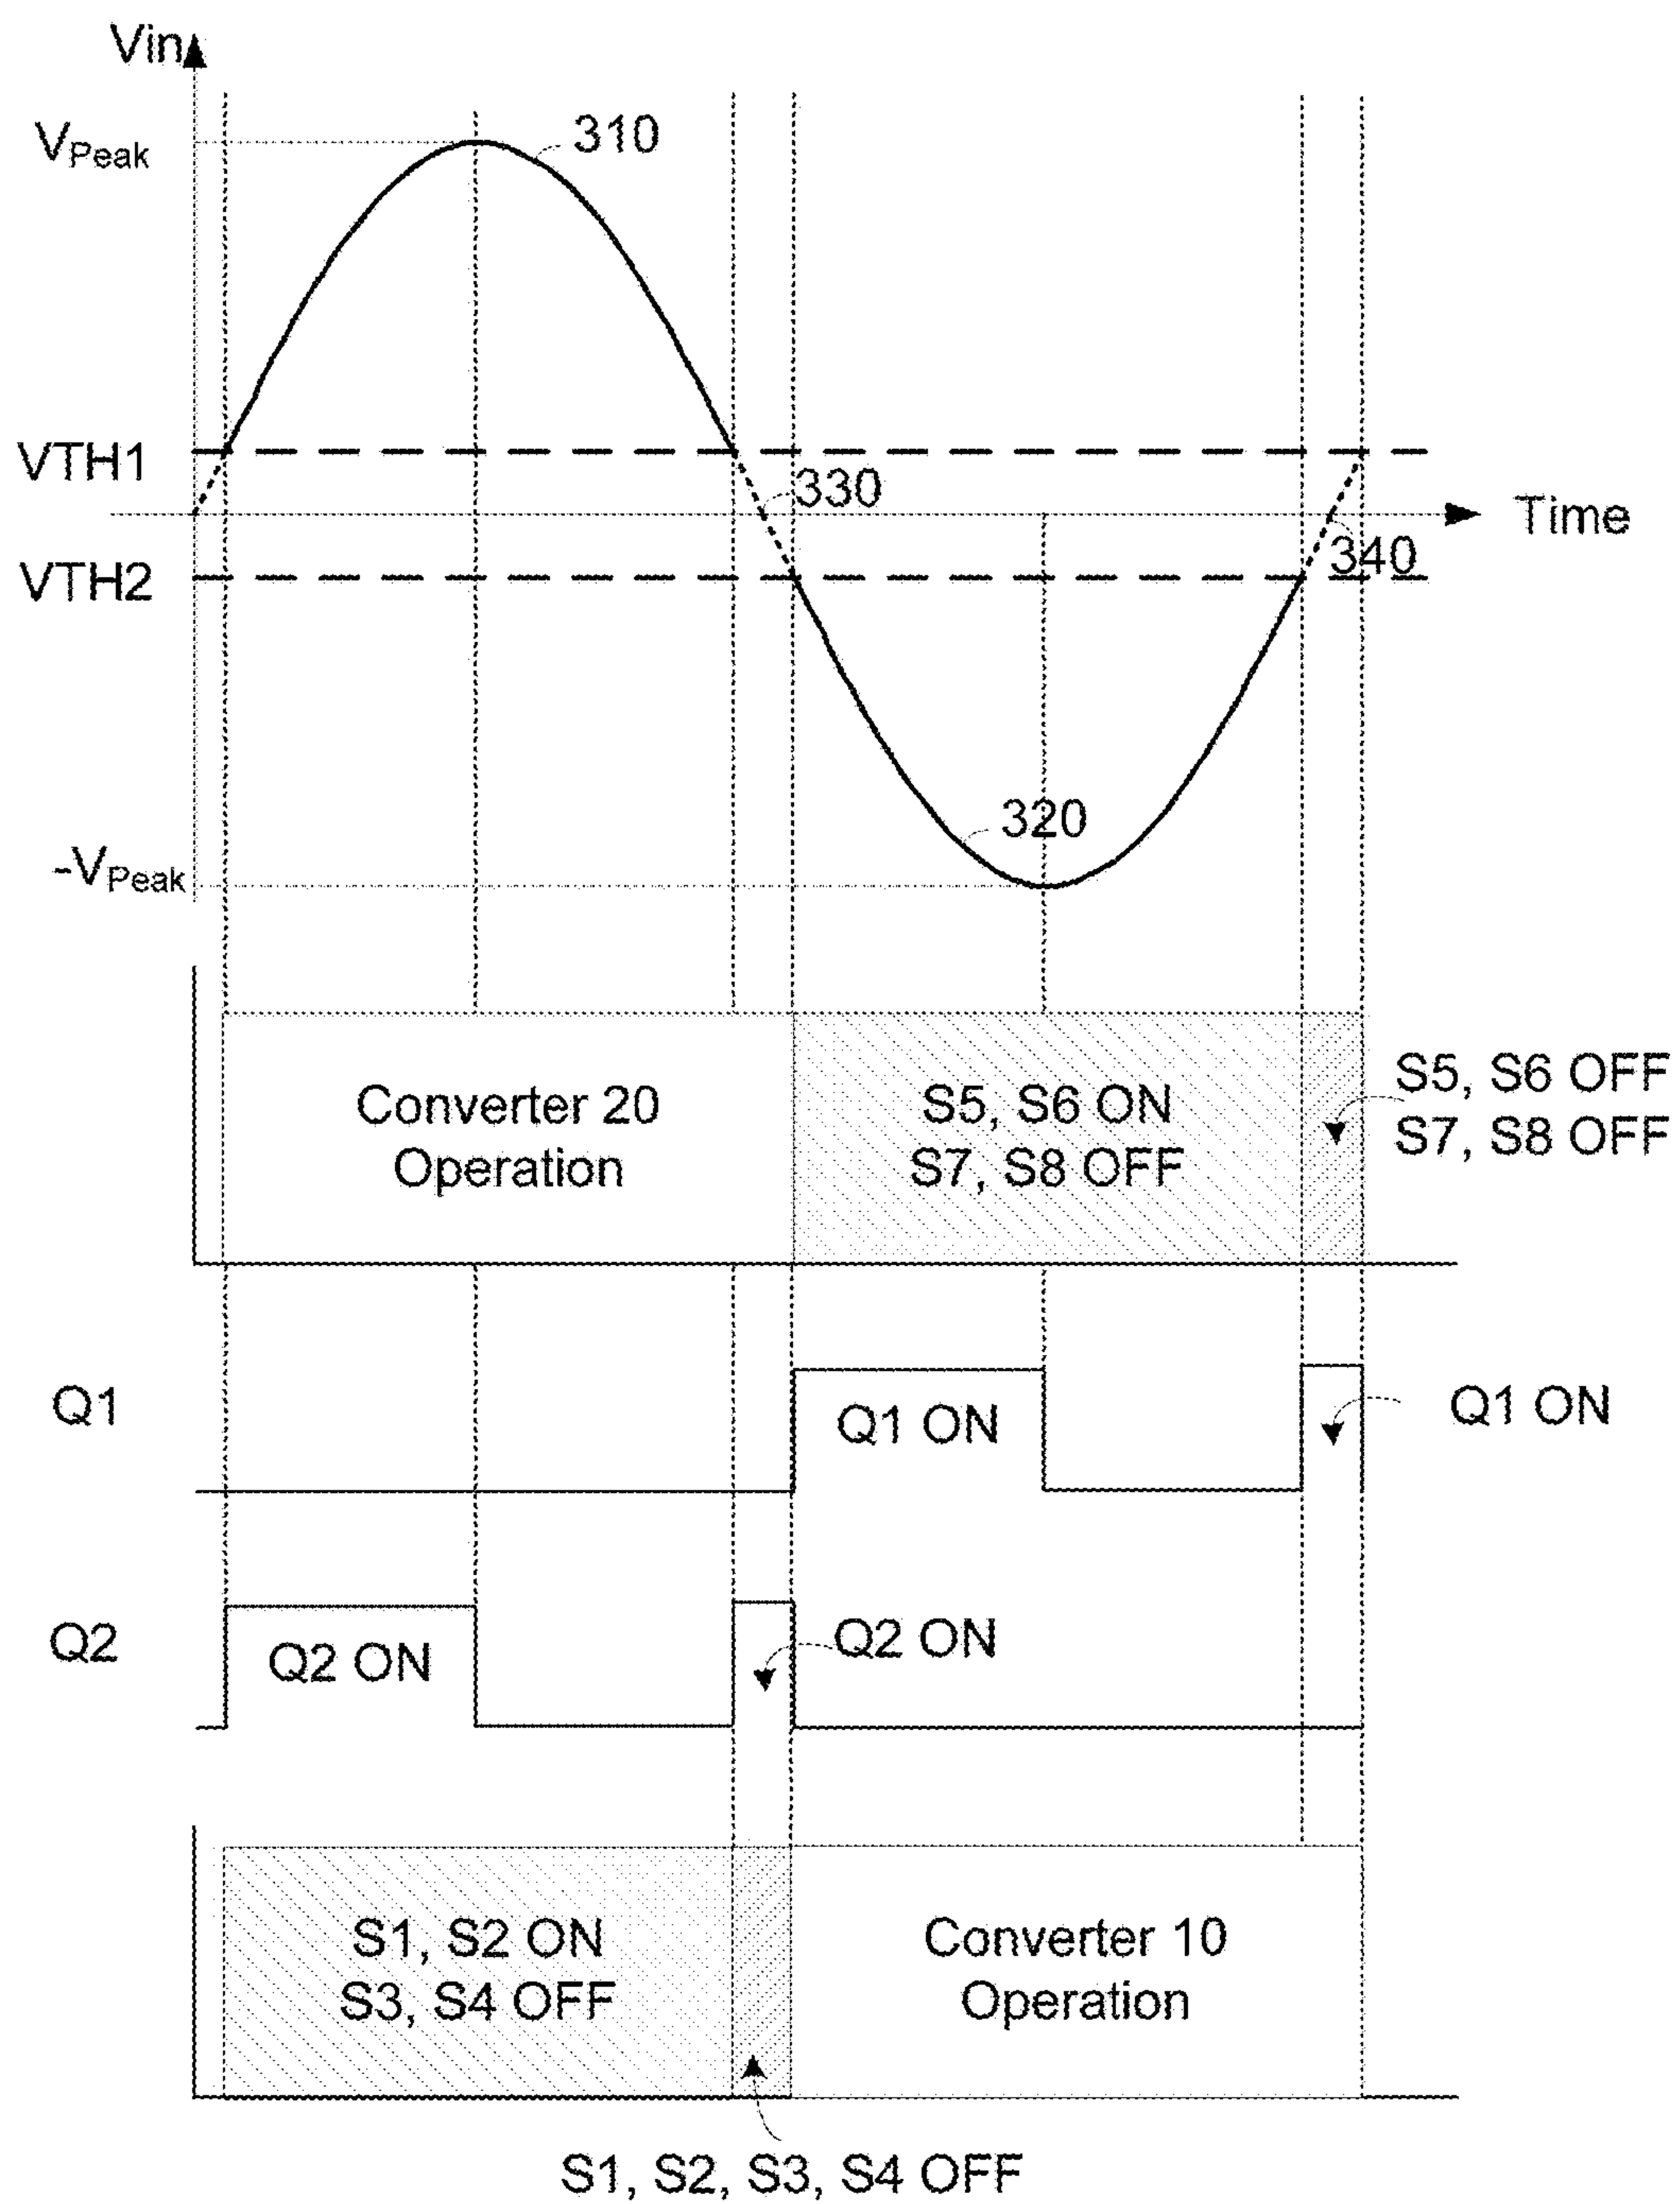 Vin
VPeak
310
VTH1
330
Time
VTH2
340
320
-VPeak
Converter 20
Operation
S5, S6 ON
S7, S8 OFF
S5, S6 OFF
S7, S8 OFF
Q1
Q1 ON
Q1 ON
Q2
Q2 ON
Q2 ON
S1, S2 ON
S3, S4 OFF
Converter 10
Operation
S1, S2, S3, S4 OFF